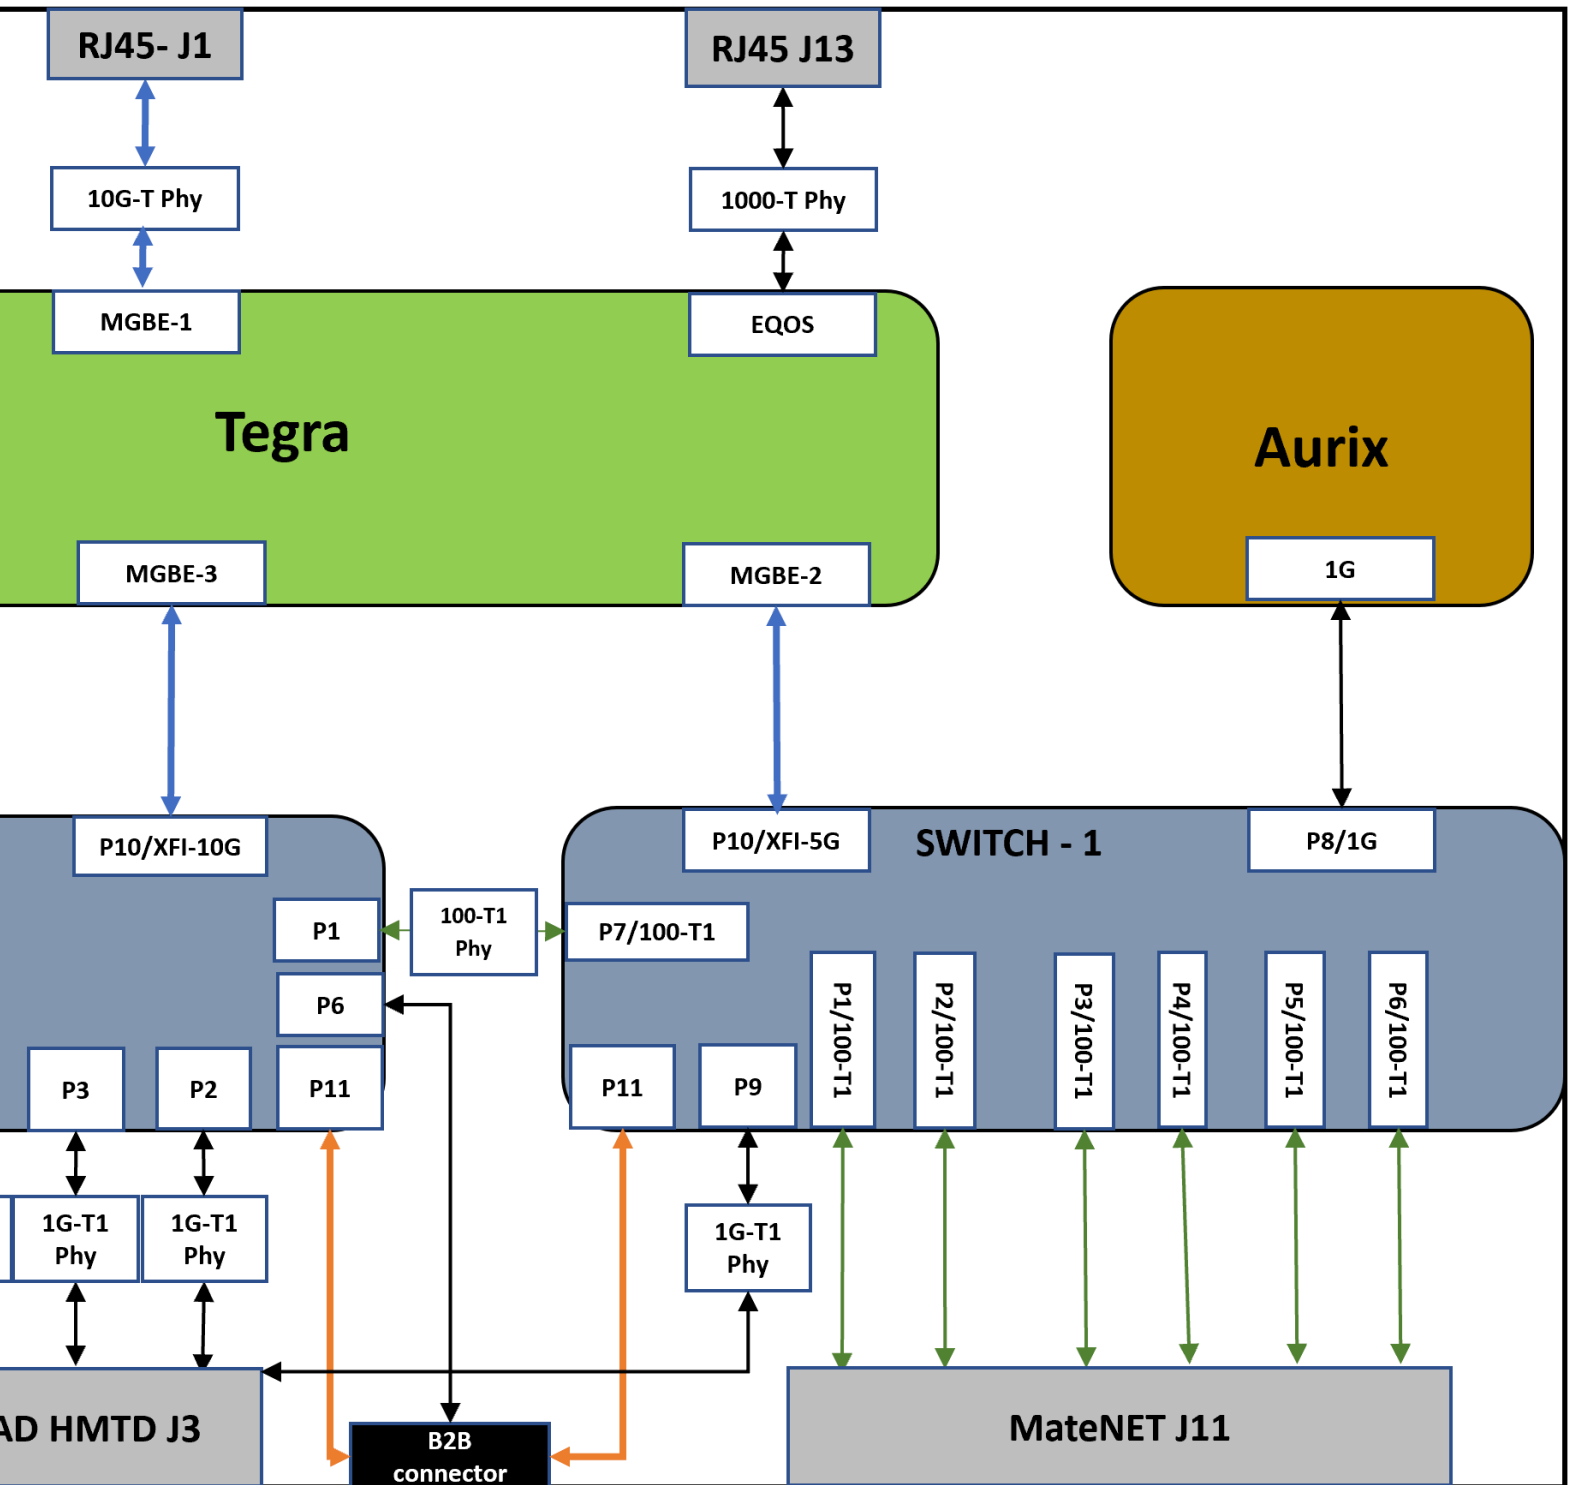 RJ45- J1
RJ45 J13
10G-T Phy
1000-T Phy
MGBE-1
EQOS
Tegra
Aurix
MGBE-3
MGBE-2
1G
P10/XFI-10G
P10/XFI-5G
SWITCH - 1
P8/1G
P1
100-T1
Phy
P7/100-T1
P6
P1/100-T1
P2/100-T1
P3/100-T1
P4/100-T1
P5/100-T1
P6/100-T1
P3
P2
P11
P11
P9
1G-T1
Phy
1G-T1
Phy
1G-T1
Phy
AD HMTD J3
B2B
connector
MateNET J11